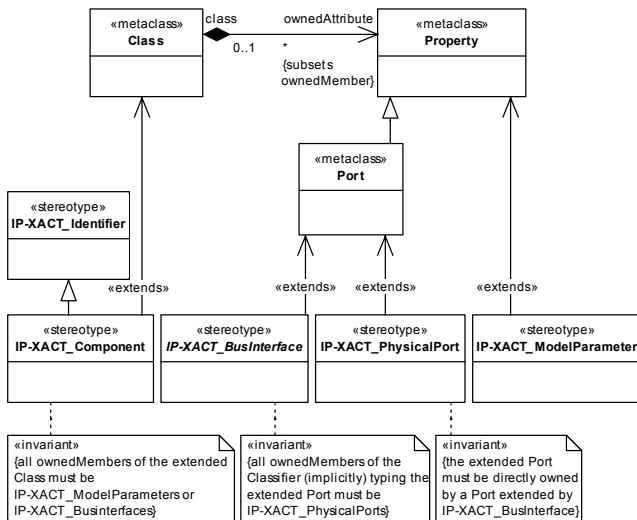 class
ownedAttribute
«metaclass»
Class
0..1
*
{subsets
ownedMember}
«metaclass»
Property
«metaclass»
Port
«stereotype»
IP-XACT_Identifier
«extends»
«extends»
«extends»
«extends»
«stereotype»
IP-XACT_Component
«stereotype»
IP-XACT_BusInterface
«stereotype»
IP-XACT_PhysicalPort
«stereotype»
IP-XACT_ModelParameter
«invariant»
{all ownedMembers of the extended
Class must be
IP-XACT_ModelParameters or
IP-XACT_Businterfaces}
«invariant»
{all ownedMembers of the
Classifier (implicitly) typing the
extended Port must be
IP-XACT_PhysicalPorts}
«invariant»
{the extended Port
must be directly owned
by a Port extended by
IP-XACT_BusInterface}